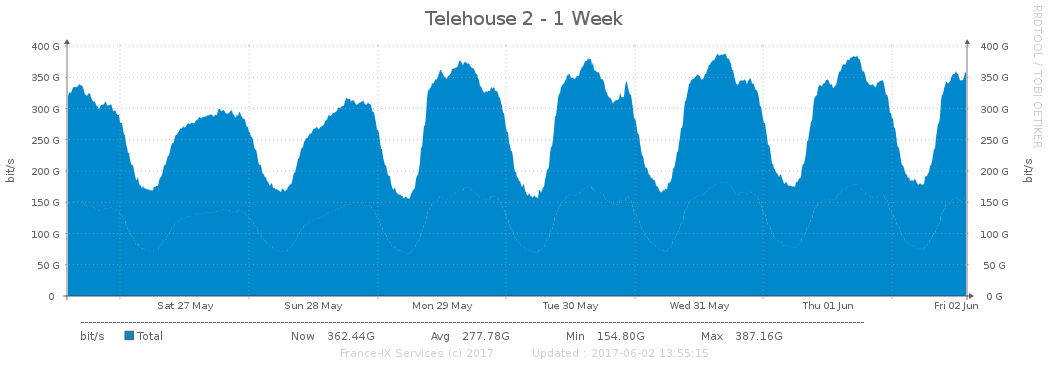 Telehouse 2 - 1 Week
RRDTOOL / TOBI OETIKER
400 G 400 G
350 G 350 G
300 G 300 G
250 G 250 G
200 G 200 G
150 G 150 G
100 G 100 G
50 G 50 G
0 0 G
bit/s bit/s
Sat 27 May Sun 28 May Mon 29 May Tue 30 May Wed 31 May Thu 01 Jun Fri 02 Jun
bit/s Total Now 362.44G Avg 277.78G Min 154.80G Max 387.16G
France-IX Services (c) 2017 Updated : 2017-06-02 13:55:15